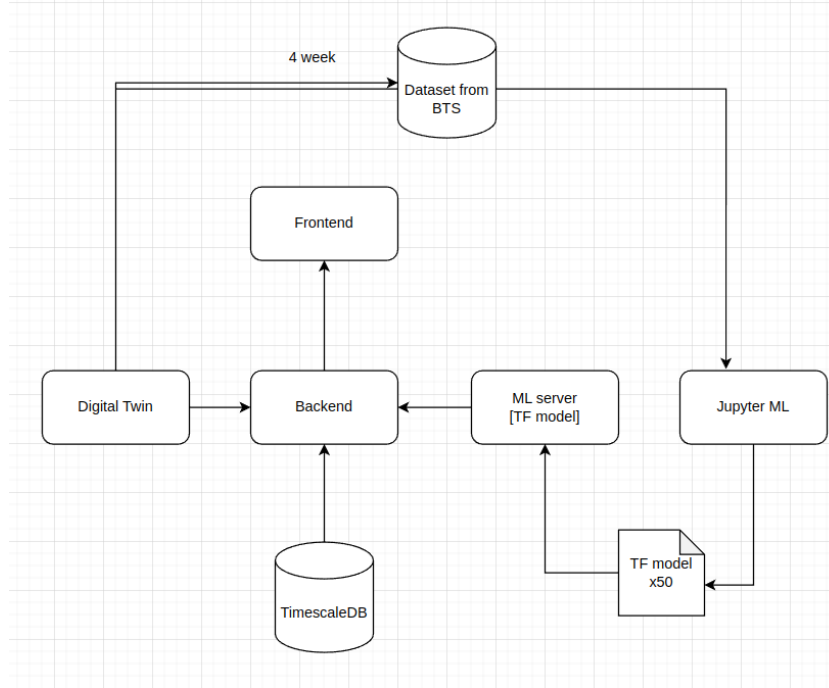 4 week
Dataset from
BTS
Frontend
Digital Twin
Backend
ML server
[TF model]
Jupyter ML
TF model
x50
TimescaleDB